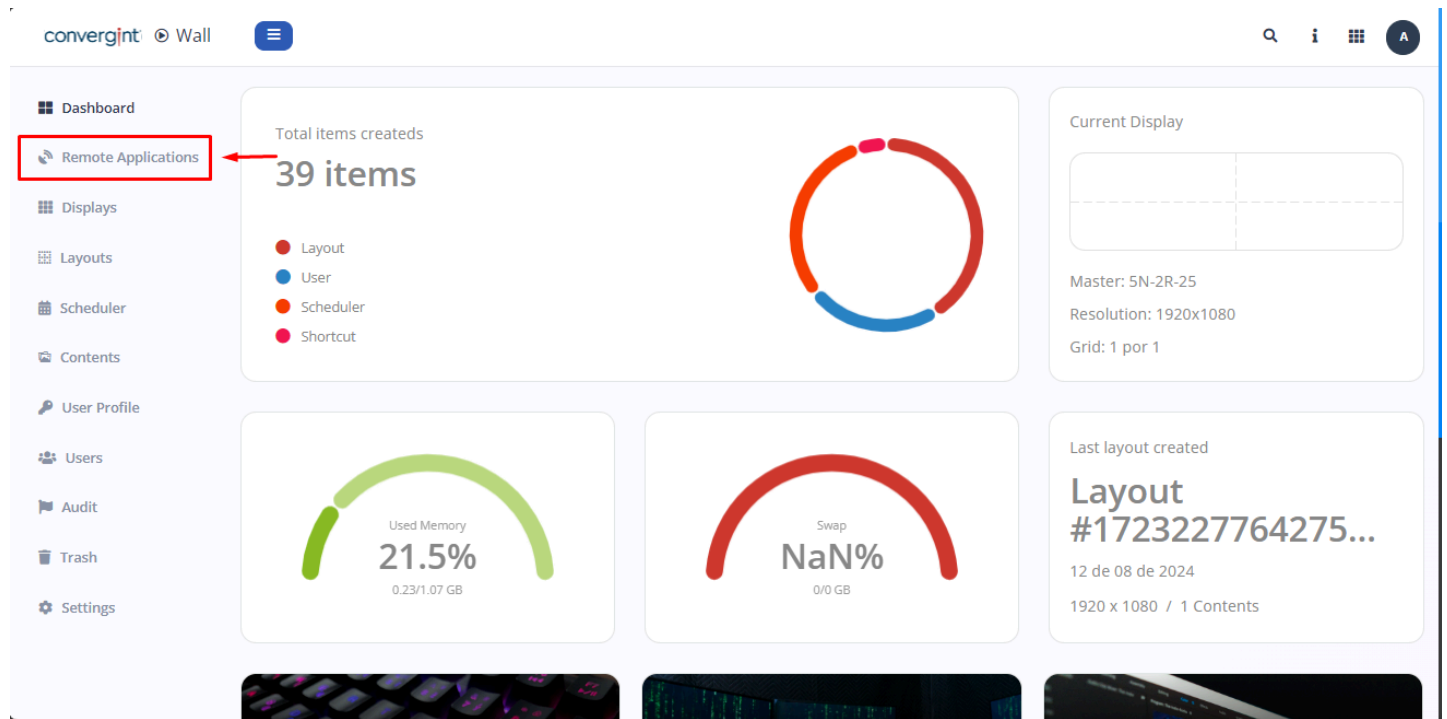 convergint Wall
A
Dashboard
Remote Applications
Displays
Layouts
Scheduler
Contents
User Profile
Users
Audit
Trash
Settings
Total items createds
39 items
Layout
User
Scheduler
Shortcut
Current Display
Master: 5N-2R-25
Resolution: 1920x1080
Grid: 1 por 1
Used Memory
21.5%
0.23/1.07 GB
Swap
NaN%
0/0 GB
Last layout created
Layout
#1723227764275...
12 de 08 de 2024
1920 x 1080 / 1 Contents